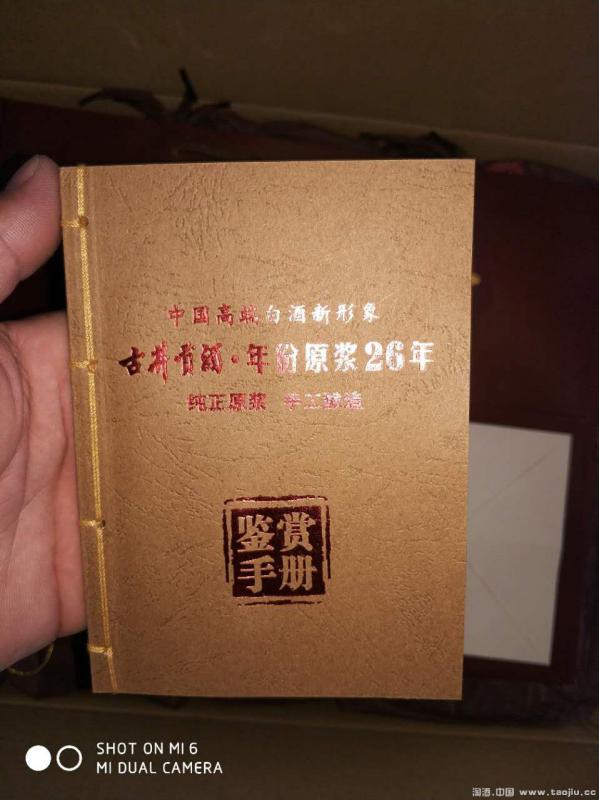 中国高端白酒新形象
古井贡酒·年份原浆26年
纯正原浆 手工酿造
鉴赏
手册
SHOT ON MI 6
MI DUAL CAMERA
淘酒.中国 www.taojiu.cc